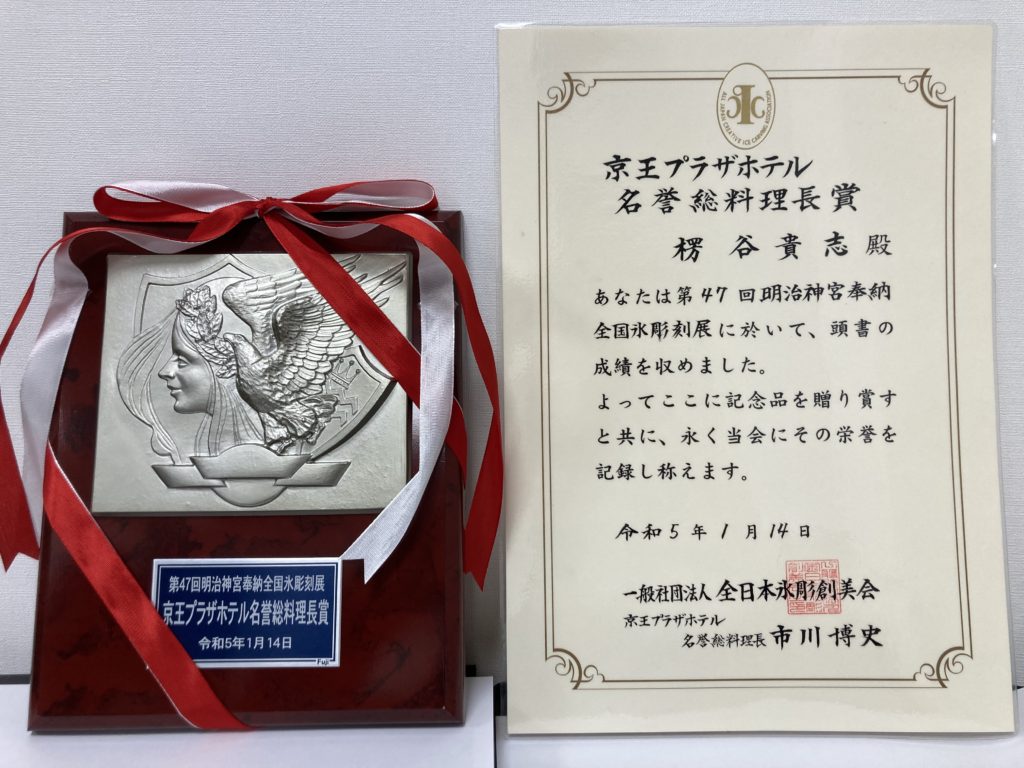 第47回明治神宮奉納全国氷彫刻展
京王プラザホテル名誉総料理長賞
令和5年1月14日
Fuji
ALL JAPAN CREATIVE ICE CARVING ASSOCIATION
京王プラザホテル
名誉総料理長賞
楞谷貴志殿
あなたは第47回明治神宮奉納
全国氷彫刻展に於いて、頭書の
成績を収めました。
よってここに記念品を贈り賞す
と共に、永く当会にその栄誉を
記録し称えます。
令和5年1月14日
一般社団法人 全日本氷彫創美会
京王プラザホテル
名誉総料理長 市川博史